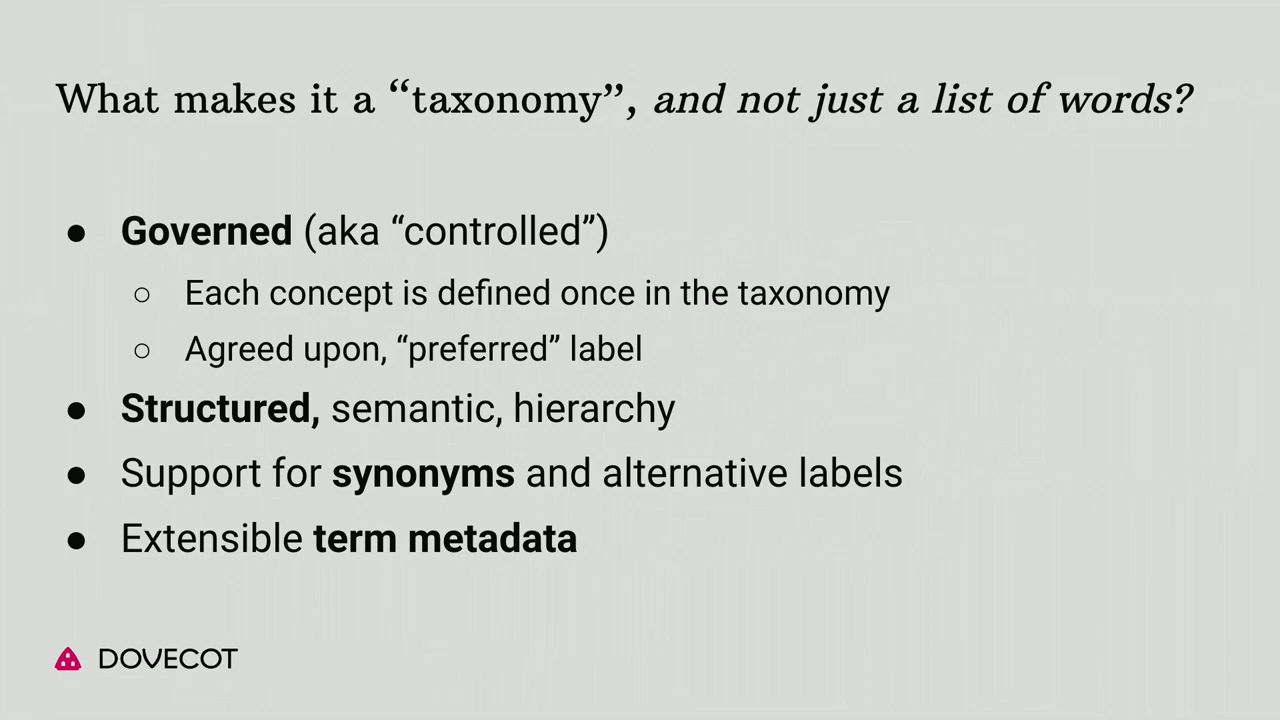 What makes it a “taxonomy”, and not just a list of words?
● Governed (aka “controlled”)
○ Each concept is defined once in the taxonomy
○ Agreed upon, “preferred” label
● Structured, semantic, hierarchy
● Support for synonyms and alternative labels
● Extensible term metadata
DOVECOT